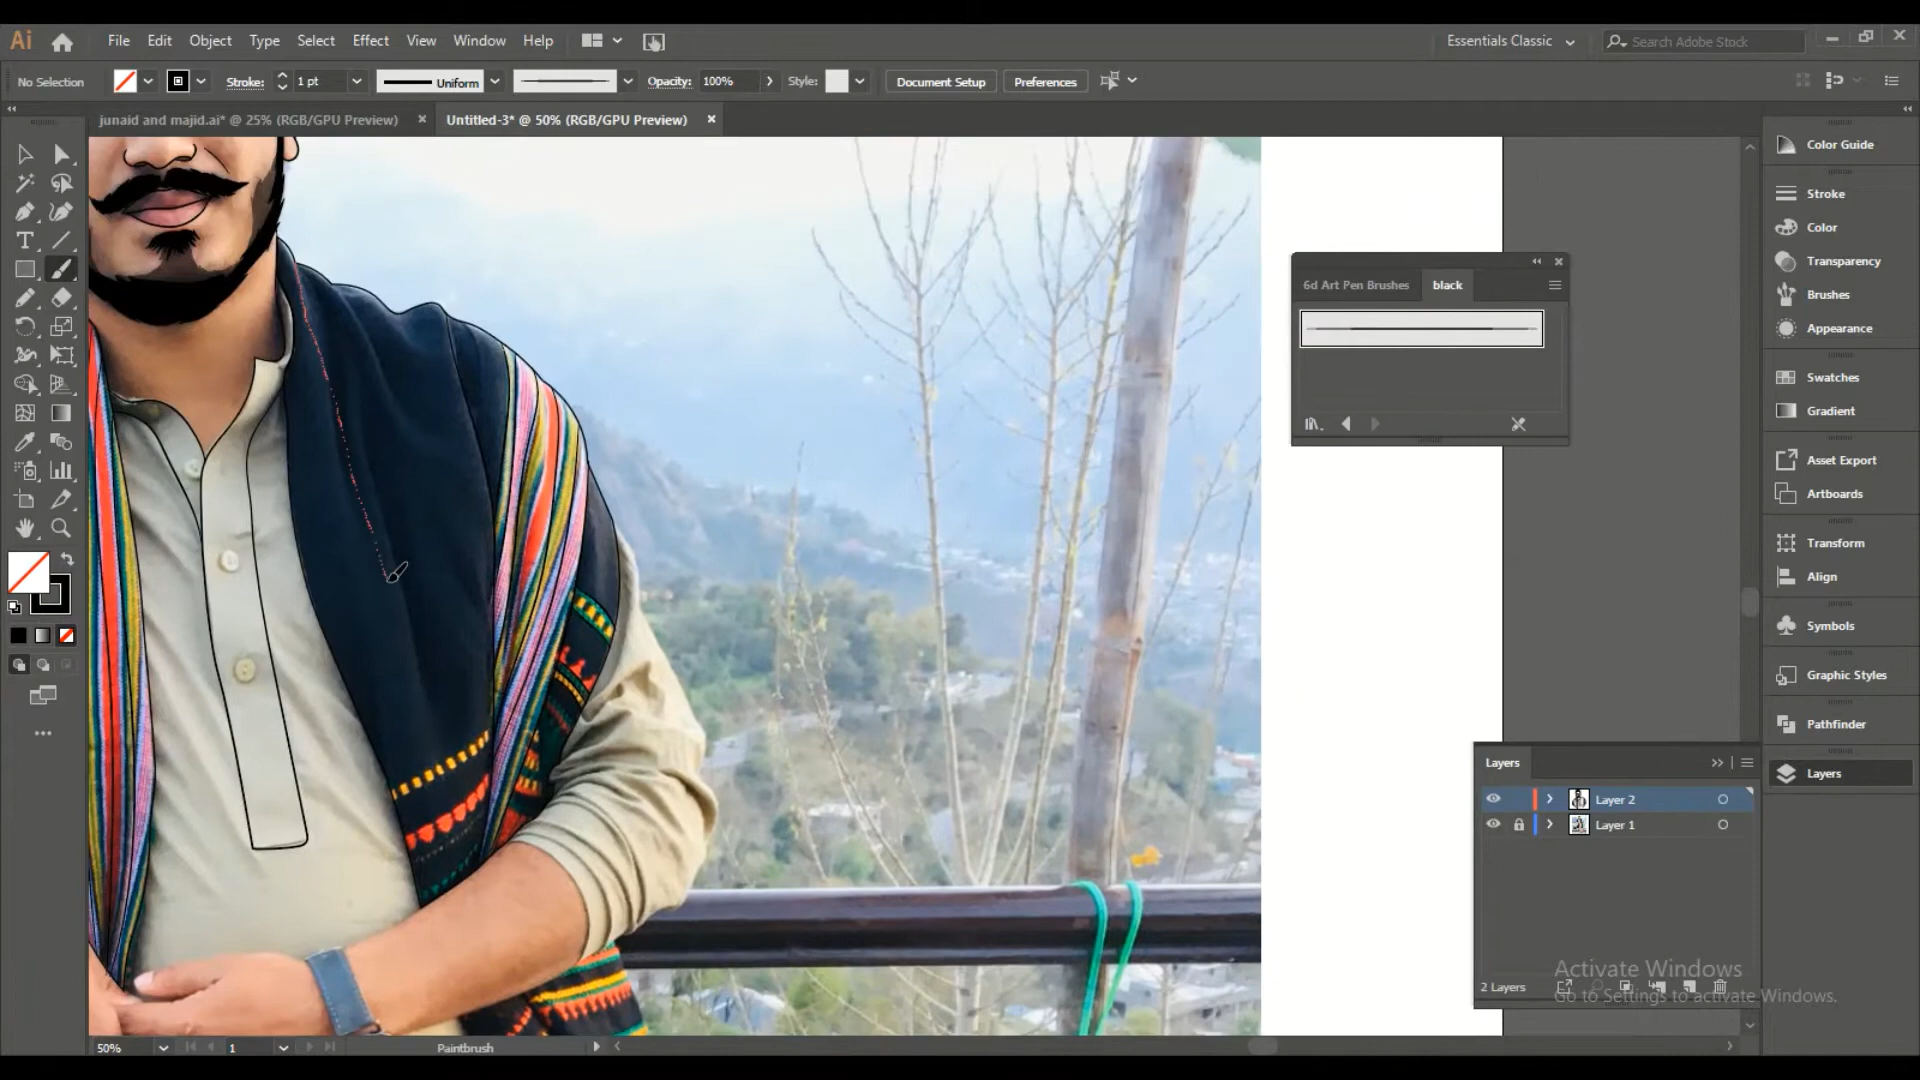 Ai File Edit Object Type Select Effect View Window Help Essentials Classic Search Adobe Stock
No Selection Stroke: 1 pt Uniform Opacity: 100% Style: Document Setup Preferences
junaid and majid.ai* @ 25% (RGB/GPU Preview) Untitled-3* @ 50% (RGB/GPU Preview)
Color Guide
Stroke
Color
Transparency
Brushes
Appearance
Swatches
Gradient
Asset Export
Artboards
Transform
Align
Symbols
Graphic Styles
Pathfinder
Layers
6d Art Pen Brushes black
Layers
Layer 2
Layer 1
2 Layers
Activate Windows
Go to Settings to activate Windows.
50% 1 Paintbrush